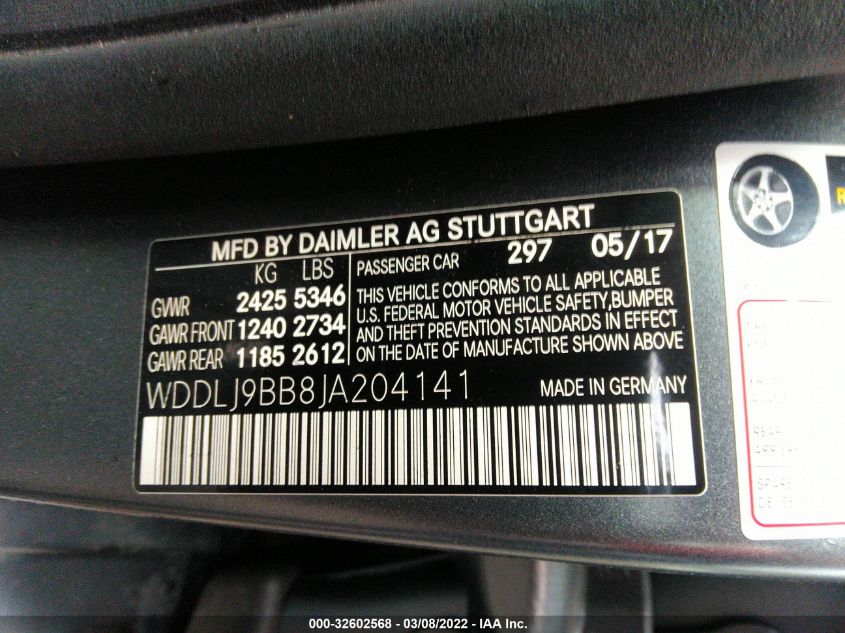 MFD BY DAIMLER AG STUTTGART
KG LBS
GVWR 2425 5346
GAWR FRONT 1240 2734
GAWR REAR 1185 2612
PASSENGER CAR 297 05/17
THIS VEHICLE CONFORMS TO ALL APPLICABLE
U.S. FEDERAL MOTOR VEHICLE SAFETY, BUMPER
AND THEFT PREVENTION STANDARDS IN EFFECT
ON THE DATE OF MANUFACTURE SHOWN ABOVE
WDDLJ9BB8JA204141 MADE IN GERMANY
R
REAR
SPARE
000-32602568 - 03/08/2022 - IAA Inc.